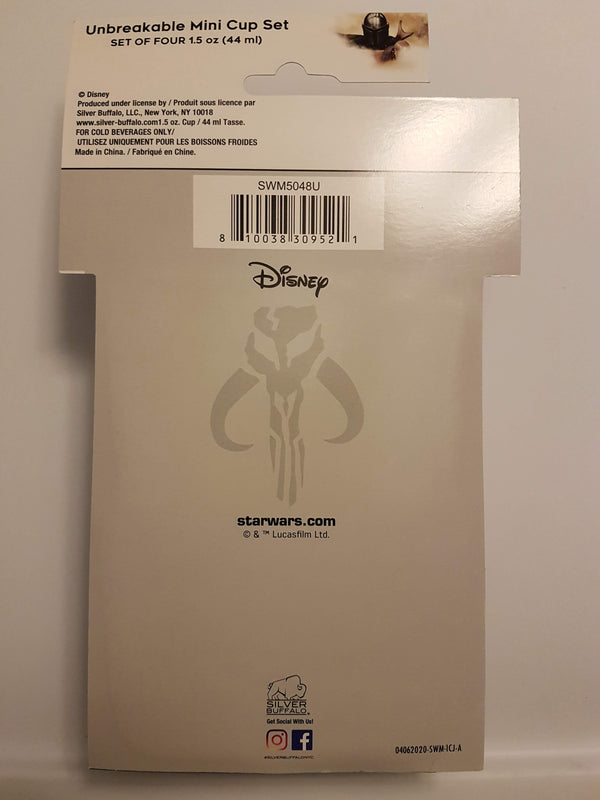 Unbreakable Mini Cup Set
SET OF FOUR 1.5 oz (44 ml)
© Disney
Produced under license by / Produit sous licence par
Silver Buffalo, LLC., New York, NY 10018
www.silver-buffalo.com1.5 oz. Cup / 44 ml Tasse.
FOR COLD BEVERAGES ONLY/
UTILISEZ UNIQUEMENT POUR LES BOISSONS FROIDES
Made in China. / Fabriqué en Chine.
SWM5048U
8 10038 30952 1
Disney
starwars.com
© & ™ Lucasfilm Ltd.
SILVER
BUFFALO®
Get Social With Us!
#SILVERBUFFALONYC
04062020-SWM-ICJ-A